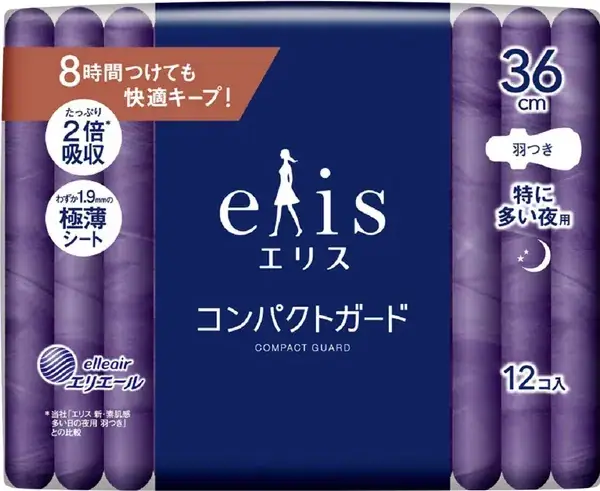 8時間つけても
快適キープ!
たっぷり
2倍*
吸収
わずか1.9mmの
極薄
シート
elleair
エリエール
*当社「エリス 新・素肌感
多い日の夜用 羽つき」
との比較
elis
エリス
コンパクトガード
COMPACT GUARD
36
cm
羽つき
特に
多い夜用
12コ入